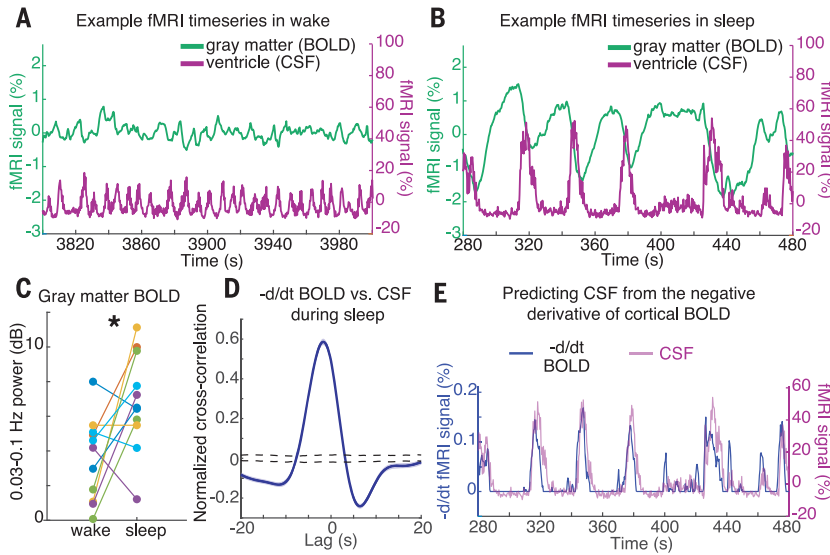 A
Example fMRI timeseries in wake
gray matter (BOLD)
ventricle (CSF)
fMRI signal (%)
2
1
0
-1
-2
-3
100
80
60
40
20
0
-20
fMRI signal (%)
3820
3860
3900
3940
3980
Time (s)
B
Example fMRI timeseries in sleep
gray matter (BOLD)
ventricle (CSF)
fMRI signal (%)
2
1
0
-1
-2
-3
100
80
60
40
20
0
-20
fMRI signal (%)
280
320
360
400
440
480
Time (s)
C
Gray matter BOLD
*
0.03-0.1 Hz power (dB)
10
0
wake
sleep
D
-d/dt BOLD vs. CSF
during sleep
Normalized cross-correlation
0.6
0.4
0.2
0
-0.2
-20
-10
0
10
20
Lag (s)
E
Predicting CSF from the negative
derivative of cortical BOLD
-d/dt
BOLD
CSF
-d/dt fMRI signal (%)
0.2
0.1
0
60
40
20
0
-20
fMRI signal (%)
280
320
360
400
440
480
Time (s)